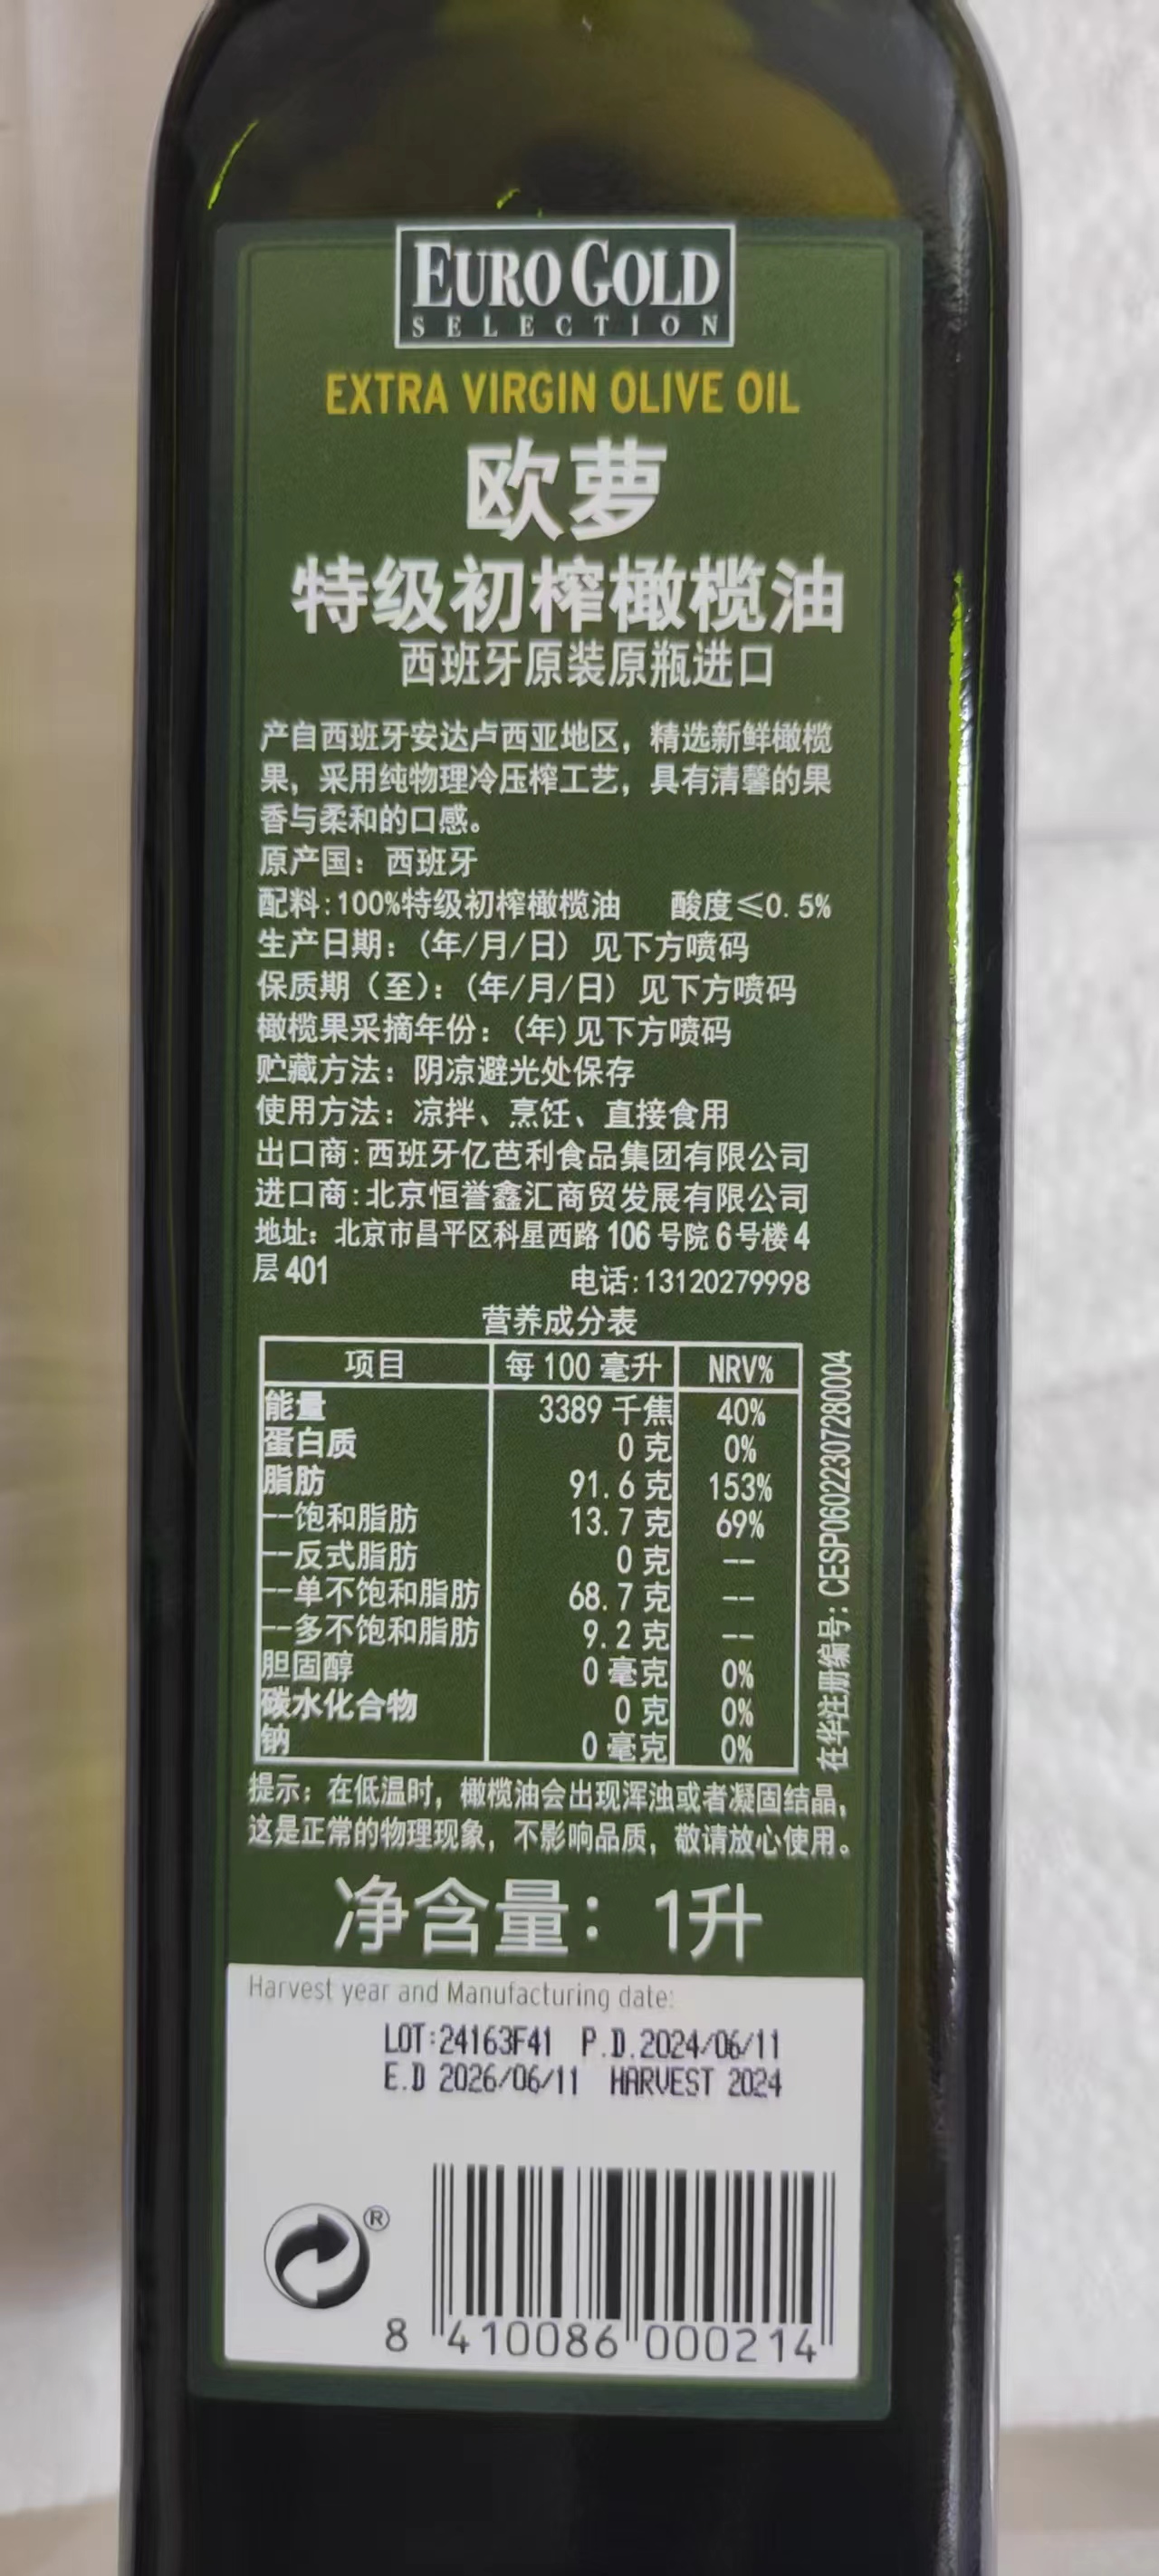 EURO GOLD
SELECTION
EXTRA VIRGIN OLIVE OIL
欧萝
特级初榨橄榄油
西班牙原装原瓶进口
产自西班牙安达卢西亚地区，精选新鲜橄榄
果，采用纯物理冷压榨工艺，具有清馨的果
香与柔和的口感。
原产国：西班牙
配料:100%特级初榨橄榄油 酸度≤0.5%
生产日期：（年/月/日）见下方喷码
保质期（至）：（年/月/日）见下方喷码
橄榄果采摘年份：（年）见下方喷码
贮藏方法：阴凉避光处保存
使用方法：凉拌、烹饪、直接食用
出口商:西班牙亿芭利食品集团有限公司
进口商:北京恒誉鑫汇商贸发展有限公司
地址：北京市昌平区科星西路 106 号院 6 号楼 4
层 401 电话:13120279998
营养成分表
项目 每 100 毫升 NRV%
能量 3389 千焦 40%
蛋白质 0 克 0%
脂肪 91.6 克 153%
--饱和脂肪 13.7 克 69%
--反式脂肪 0 克 --
--单不饱和脂肪 68.7 克 --
--多不饱和脂肪 9.2 克 --
胆固醇 0 毫克 0%
碳水化合物 0 克 0%
钠 0 毫克 0%
在华注册编号：CESP06022307280004
提示：在低温时，橄榄油会出现浑浊或者凝固结晶，
这是正常的物理现象，不影响品质，敬请放心使用。
净含量：1升
Harvest year and Manufacturing date:
LOT:24163F41 P.D.2024/06/11
E.D 2026/06/11 HARVEST 2024
®
8 410086 000214